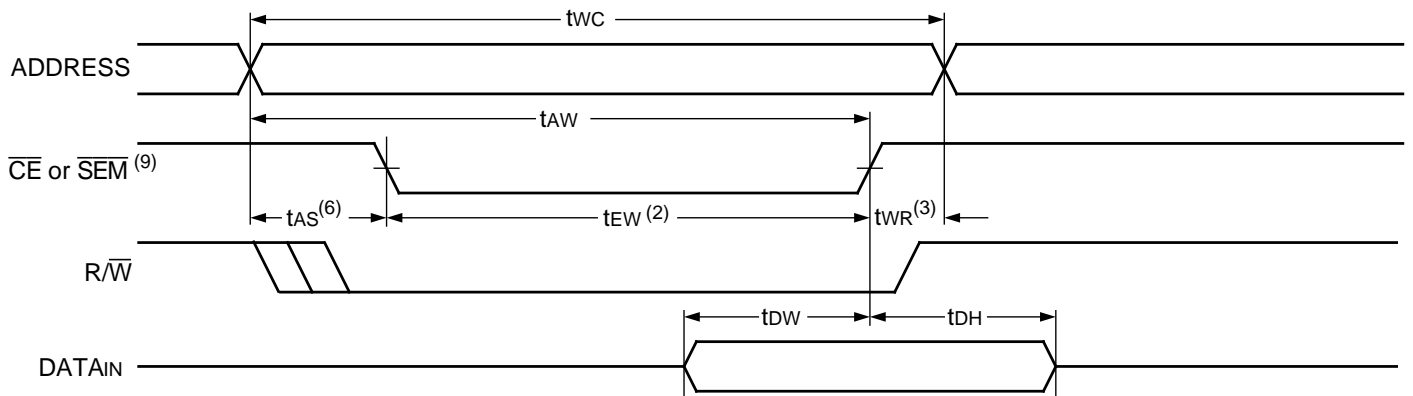 tWC
ADDRESS
tAW
CE or SEM (9)
tAS(6) tEW (2) tWR(3)
R/W
tDW tDH
DATAIN